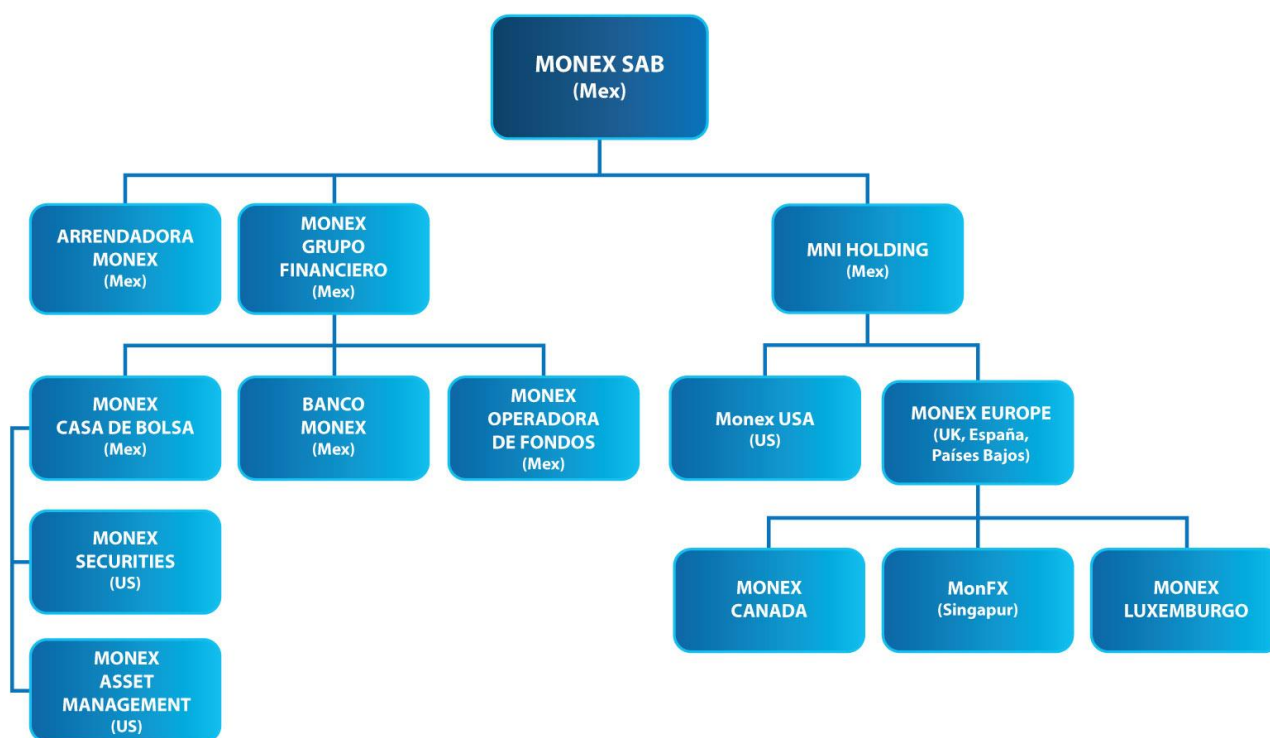 MONEX SAB
(Mex)
ARRENDADORA
MONEX
(Mex)
MONEX
GRUPO
FINANCIERO
(Mex)
MNI HOLDING
(Mex)
MONEX
CASA DE BOLSA
(Mex)
BANCO
MONEX
(Mex)
MONEX
OPERADORA
DE FONDOS
(Mex)
Monex USA
(US)
MONEX EUROPE
(UK, España,
Países Bajos)
MONEX
SECURITIES
(US)
MONEX
CANADA
MonFX
(Singapur)
MONEX
LUXEMBURGO
MONEX
ASSET
MANAGEMENT
(US)